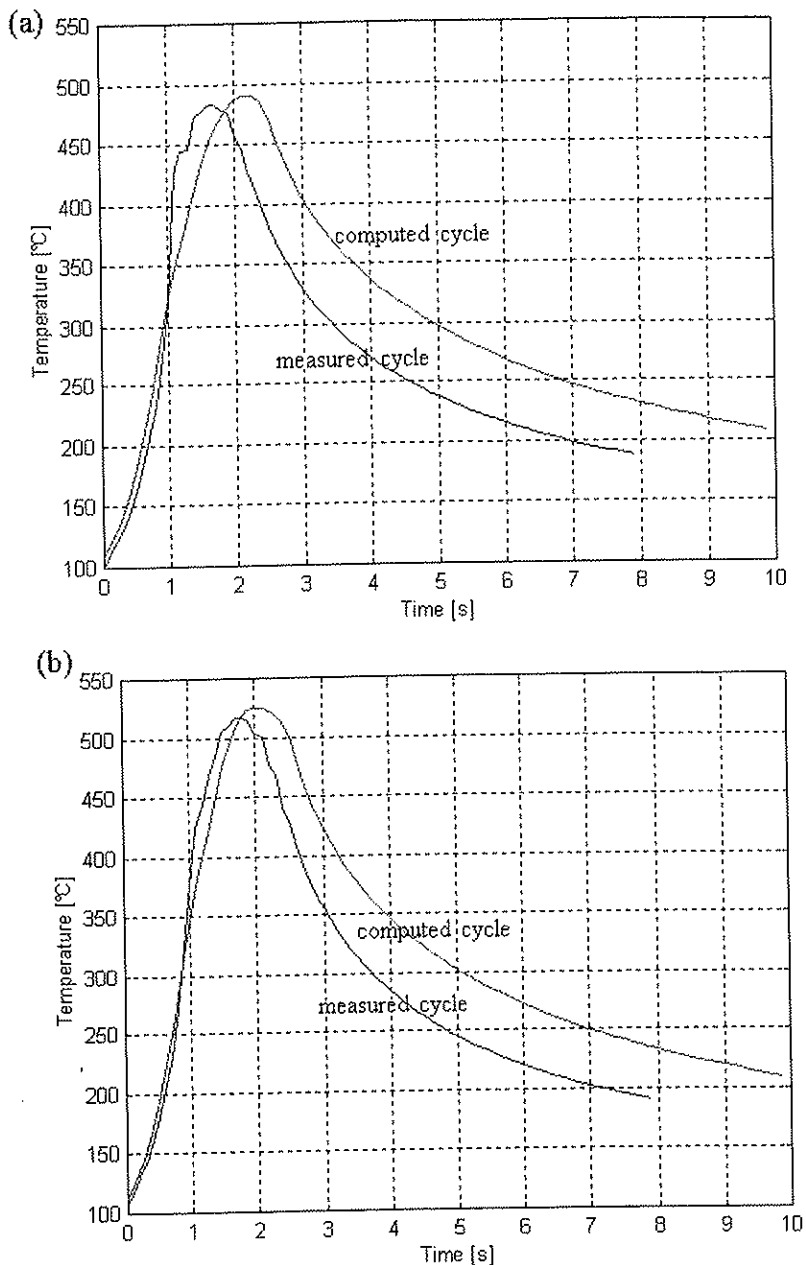 (a)
550
500
450
400
350
300
250
200
150
100
Temperature [°C]
computed cycle
measured cycle
0 1 2 3 4 5 6 7 8 9 10
Time [s]
(b)
550
500
450
400
350
300
250
200
150
100
Temperature [°C]
computed cycle
measured cycle
0 1 2 3 4 5 6 7 8 9 10
Time [s]